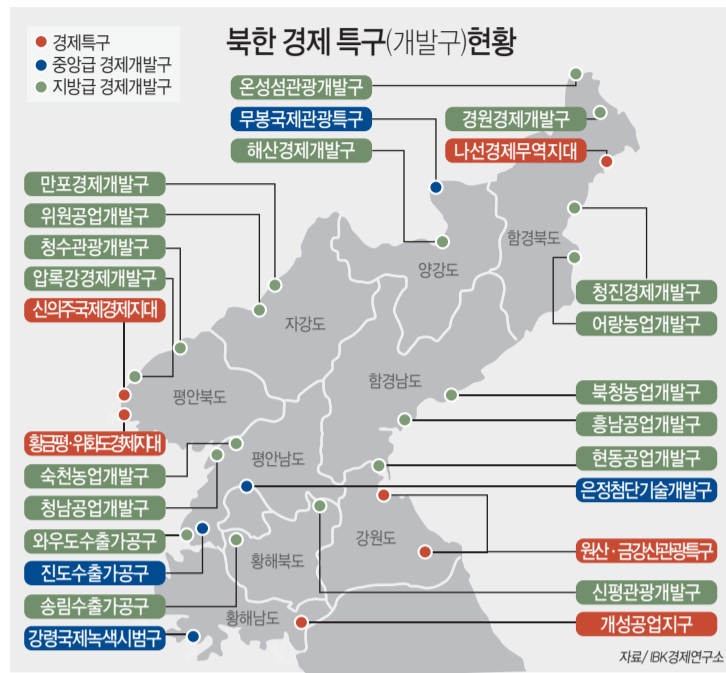 북한 경제 특구(개발구)현황
경제특구
중앙급 경제개발구
지방급 경제개발구
온성섬관광개발구
무봉국제관광특구
경원경제개발구
해산경제개발구
나선경제무역지대
만포경제개발구
위원공업개발구
청수관광개발구
압록강경제개발구
신의주국제경제지대
함경북도
양강도
자강도
평안북도
함경남도
평안남도
강원도
황해북도
황해남도
청진경제개발구
어랑농업개발구
북청농업개발구
흥남공업개발구
현동공업개발구
은정첨단기술개발구
황금평·위화도경제지대
숙천농업개발구
청남공업개발구
와우도수출가공구
진도수출가공구
송림수출가공구
강령국제녹색시범구
원산·금강산관광특구
신평관광개발구
개성공업지구
자료/IBK경제연구소